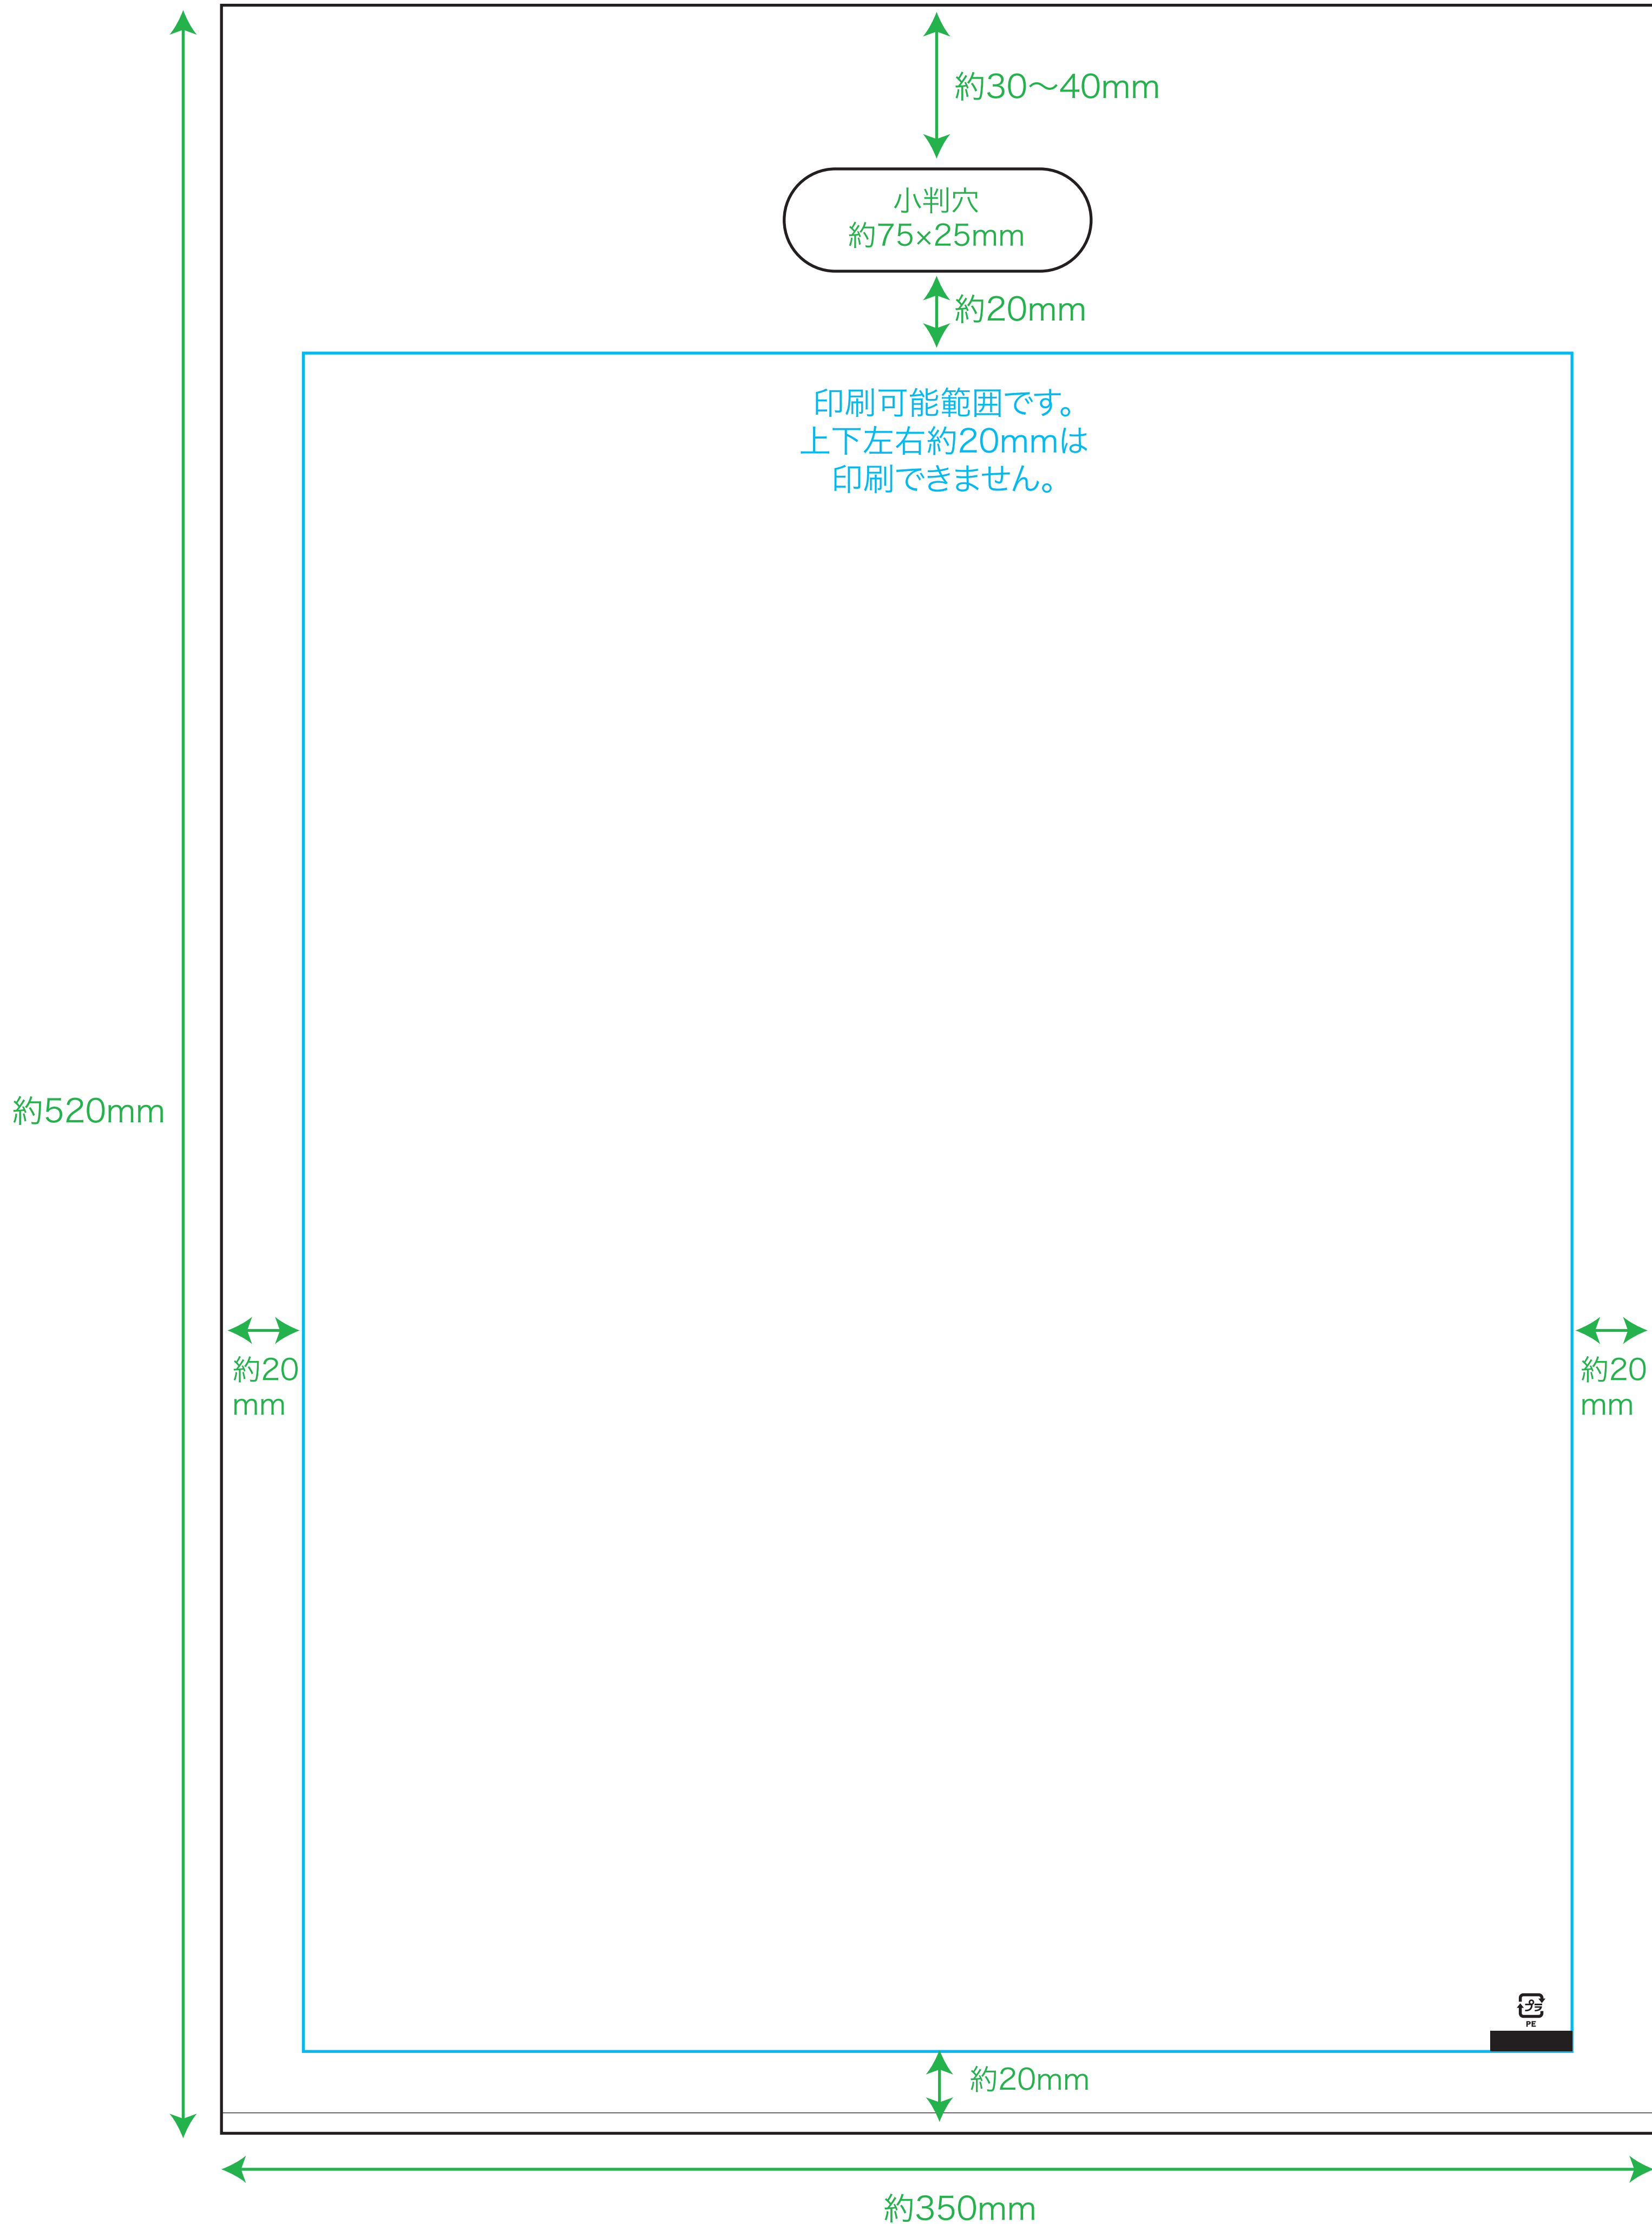 約30～40mm
小判穴
約75×25mm
約20mm
印刷可能範囲です。
上下左右約20mmは
印刷できません。
約520mm
約20
mm
約20
mm
プラ
PE
約20mm
約350mm